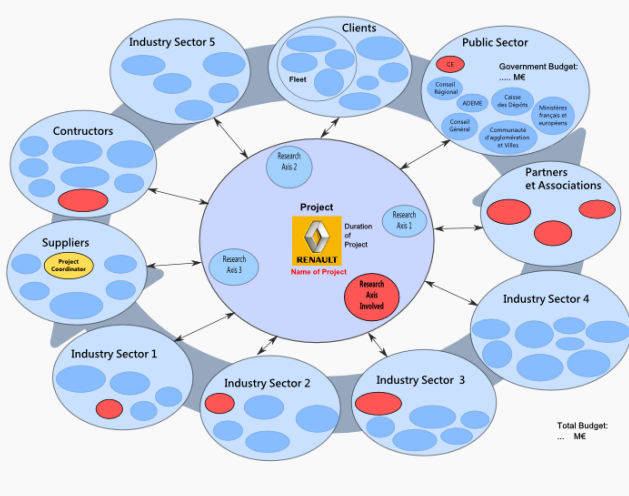 Clients
Industry Sector 5
Fleet
Public Sector
Government Budget:
..... M€
CE
Conseil
Régional
ADEME
Caisse
des Dépôts
Ministères
français et
européens
Conseil
Général
Communauté
d'agglomération
et Villes
Contructors
Research
Axis 2
Partners
et Associations
Project
Research
Axis 1
Duration
of
Project
RENAULT
Name of Project
Suppliers
Project
Coordinator
Research
Axis 3
Research
Axis
Involved
Industry Sector 4
Industry Sector 1
Industry Sector 2
Industry Sector 3
Total Budget:
... M€